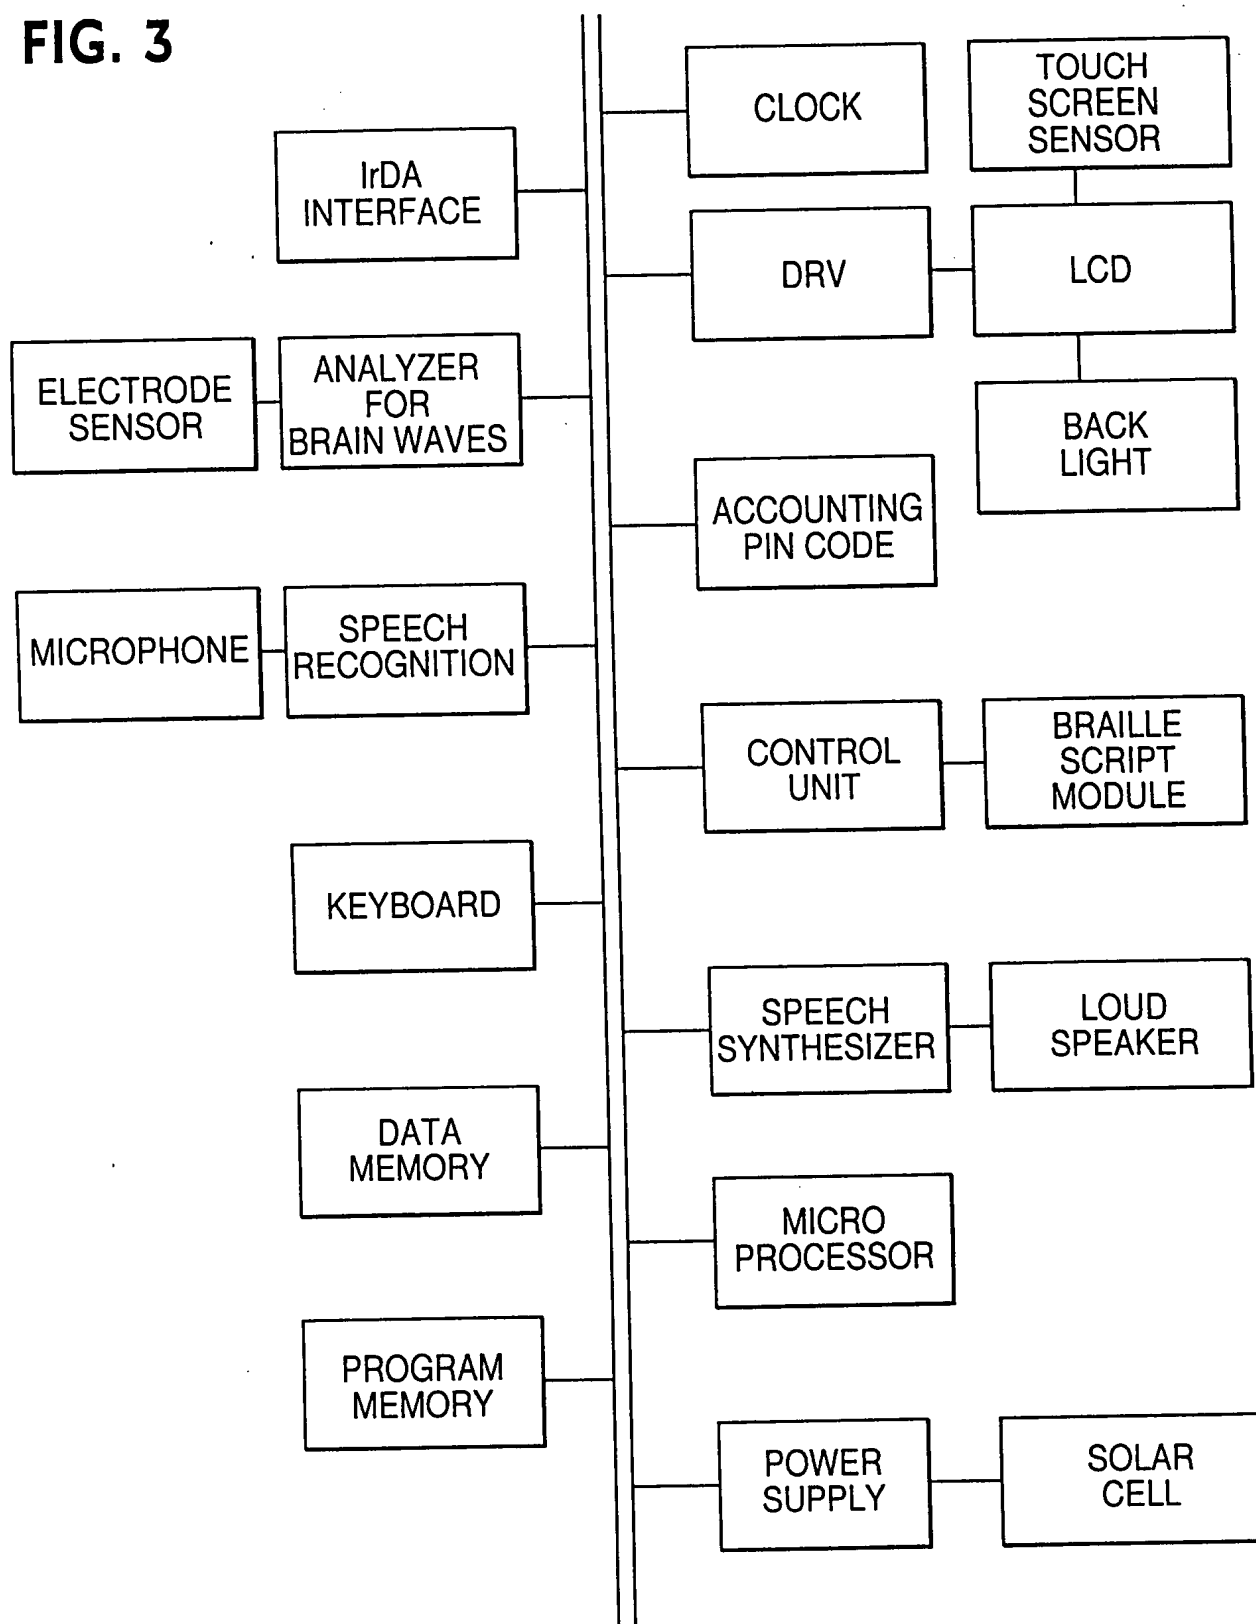 FIG. 3
CLOCK
TOUCH
SCREEN
SENSOR
IrDA
INTERFACE
DRV
LCD
ELECTRODE
SENSOR
ANALYZER
FOR
BRAIN WAVES
BACK
LIGHT
ACCOUNTING
PIN CODE
MICROPHONE
SPEECH
RECOGNITION
CONTROL
UNIT
BRAILLE
SCRIPT
MODULE
KEYBOARD
SPEECH
SYNTHESIZER
LOUD
SPEAKER
DATA
MEMORY
MICRO
PROCESSOR
PROGRAM
MEMORY
POWER
SUPPLY
SOLAR
CELL